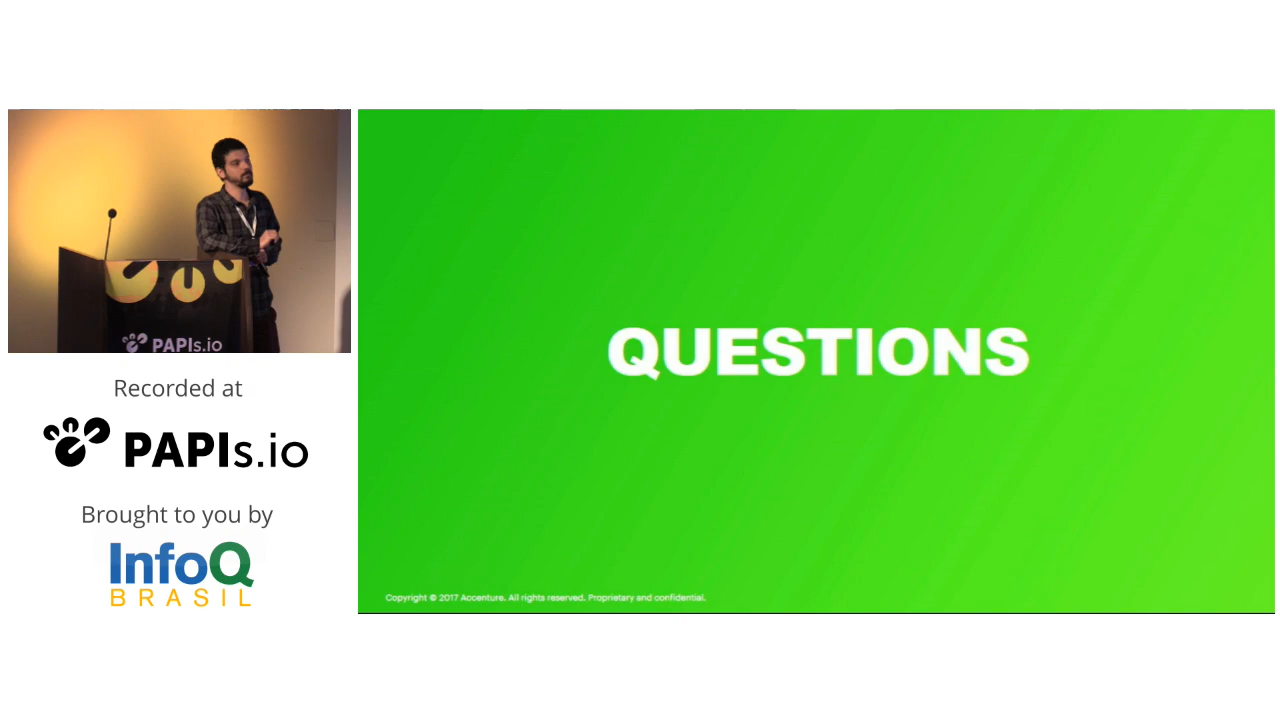 PAPIs.io
Recorded at
PAPIs.io
Brought to you by
InfoQ
BRASIL
QUESTIONS
Copyright © 2017 Accenture. All rights reserved. Proprietary and confidential.